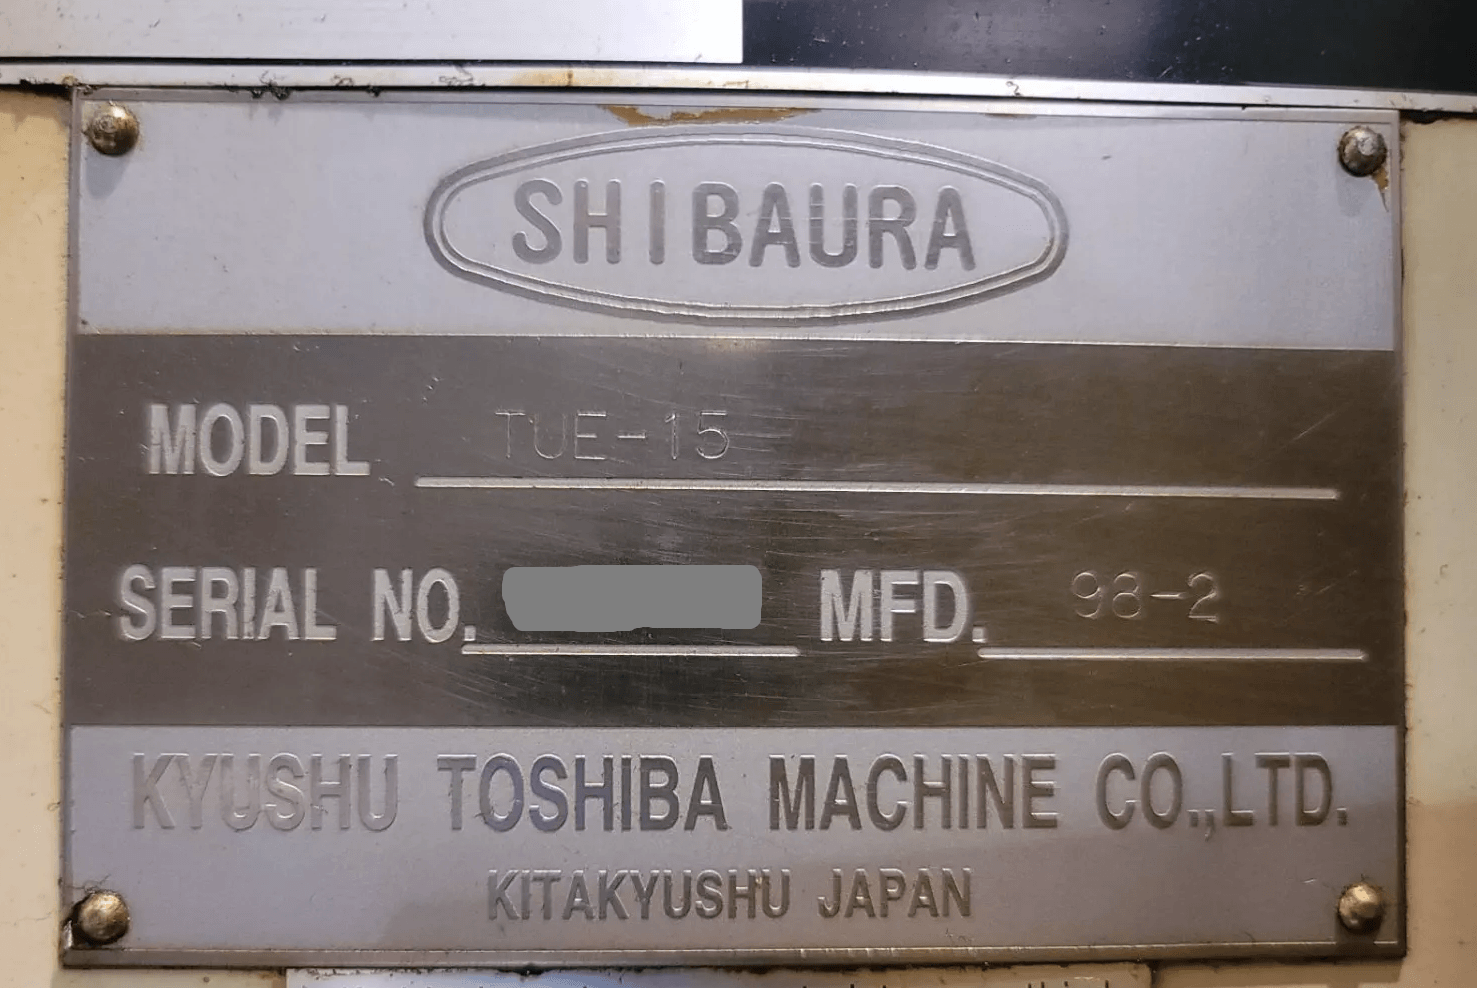 SHIBAURA
MODEL TUE-15
SERIAL NO. MFD. 98-2
KYUSHU TOSHIBA MACHINE CO.,LTD.
KITAKYUSHU JAPAN